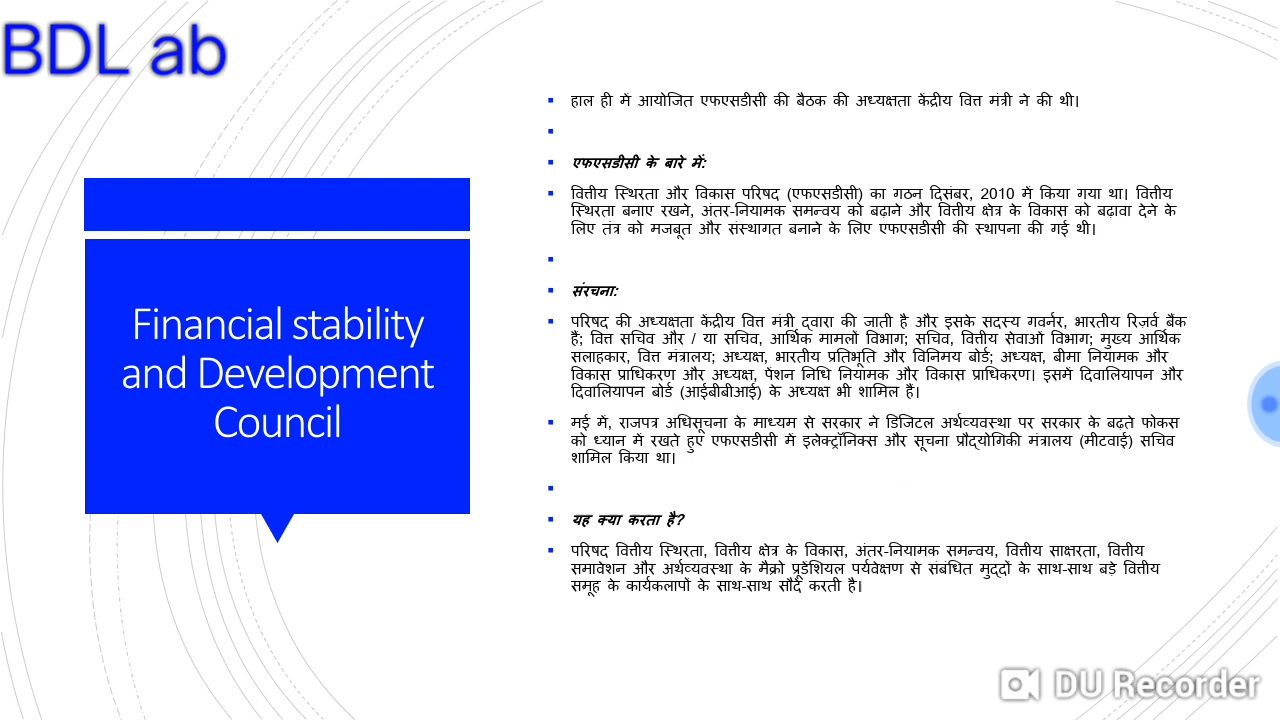 BDL ab
Financial stability
and Development
Council
हाल ही में आयोजित एफएसडीसी की बैठक की अध्यक्षता केंद्रीय वित्त मंत्री ने की थी।
एफएसडीसी के बारे में:
वित्तीय स्थिरता और विकास परिषद (एफएसडीसी) का गठन दिसंबर, 2010 में किया गया था। वित्तीय
स्थिरता बनाए रखने, अंतर-नियामक समन्वय को बढ़ाने और वित्तीय क्षेत्र के विकास को बढ़ावा देने के
लिए तंत्र को मजबूत और संस्थागत बनाने के लिए एफएसडीसी की स्थापना की गई थी।
संरचना:
परिषद की अध्यक्षता केंद्रीय वित्त मंत्री द्वारा की जाती है और इसके सदस्य गवर्नर, भारतीय रिज़र्व बैंक
हैं; वित्त सचिव और / या सचिव, आर्थिक मामलों विभाग; सचिव, वित्तीय सेवाओं विभाग; मुख्य आर्थिक
सलाहकार, वित्त मंत्रालय; अध्यक्ष, भारतीय प्रतिभूति और विनिमय बोर्ड; अध्यक्ष, बीमा नियामक और
विकास प्राधिकरण और अध्यक्ष, पेंशन निधि नियामक और विकास प्राधिकरण। इसमें दिवालियापन और
दिवालियापन बोर्ड (आईबीबीआई) के अध्यक्ष भी शामिल हैं।
मई में, राजपत्र अधिसूचना के माध्यम से सरकार ने डिजिटल अर्थव्यवस्था पर सरकार के बढ़ते फोकस
को ध्यान में रखते हुए एफएसडीसी में इलेक्ट्रॉनिक्स और सूचना प्रौद्योगिकी मंत्रालय (मीटवाई) सचिव
शामिल किया था।
यह क्या करता है?
परिषद वित्तीय स्थिरता, वित्तीय क्षेत्र के विकास, अंतर-नियामक समन्वय, वित्तीय साक्षरता, वित्तीय
समावेशन और अर्थव्यवस्था के मैक्रो प्रूडेंशियल पर्यवेक्षण से संबंधित मुद्दों के साथ-साथ बड़े वित्तीय
समूह के कार्यकलापों के साथ-साथ सौदे करती है।
DU Recorder